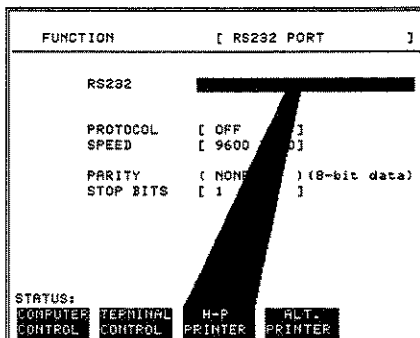 FUNCTION [ RS232 PORT ]
RS232
PROTOCOL [ OFF ]
SPEED [ 9600 ]
PARITY ( NONE ) (8-bit data)
STOP BITS [ 1 ]
STATUS:
COMPUTER CONTROL TERMINAL CONTROL H-P PRINTER ALT. PRINTER